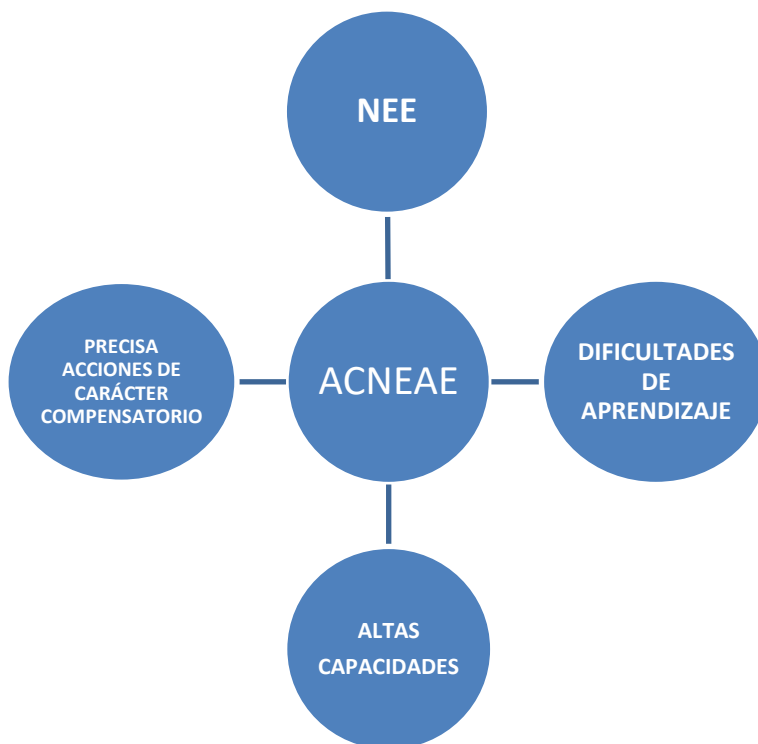 NEE
PRECISA
ACCIONES DE
CARÁCTER
COMPENSATORIO
ACNEAE
DIFICULTADES
DE
APRENDIZAJE
ALTAS
CAPACIDADES